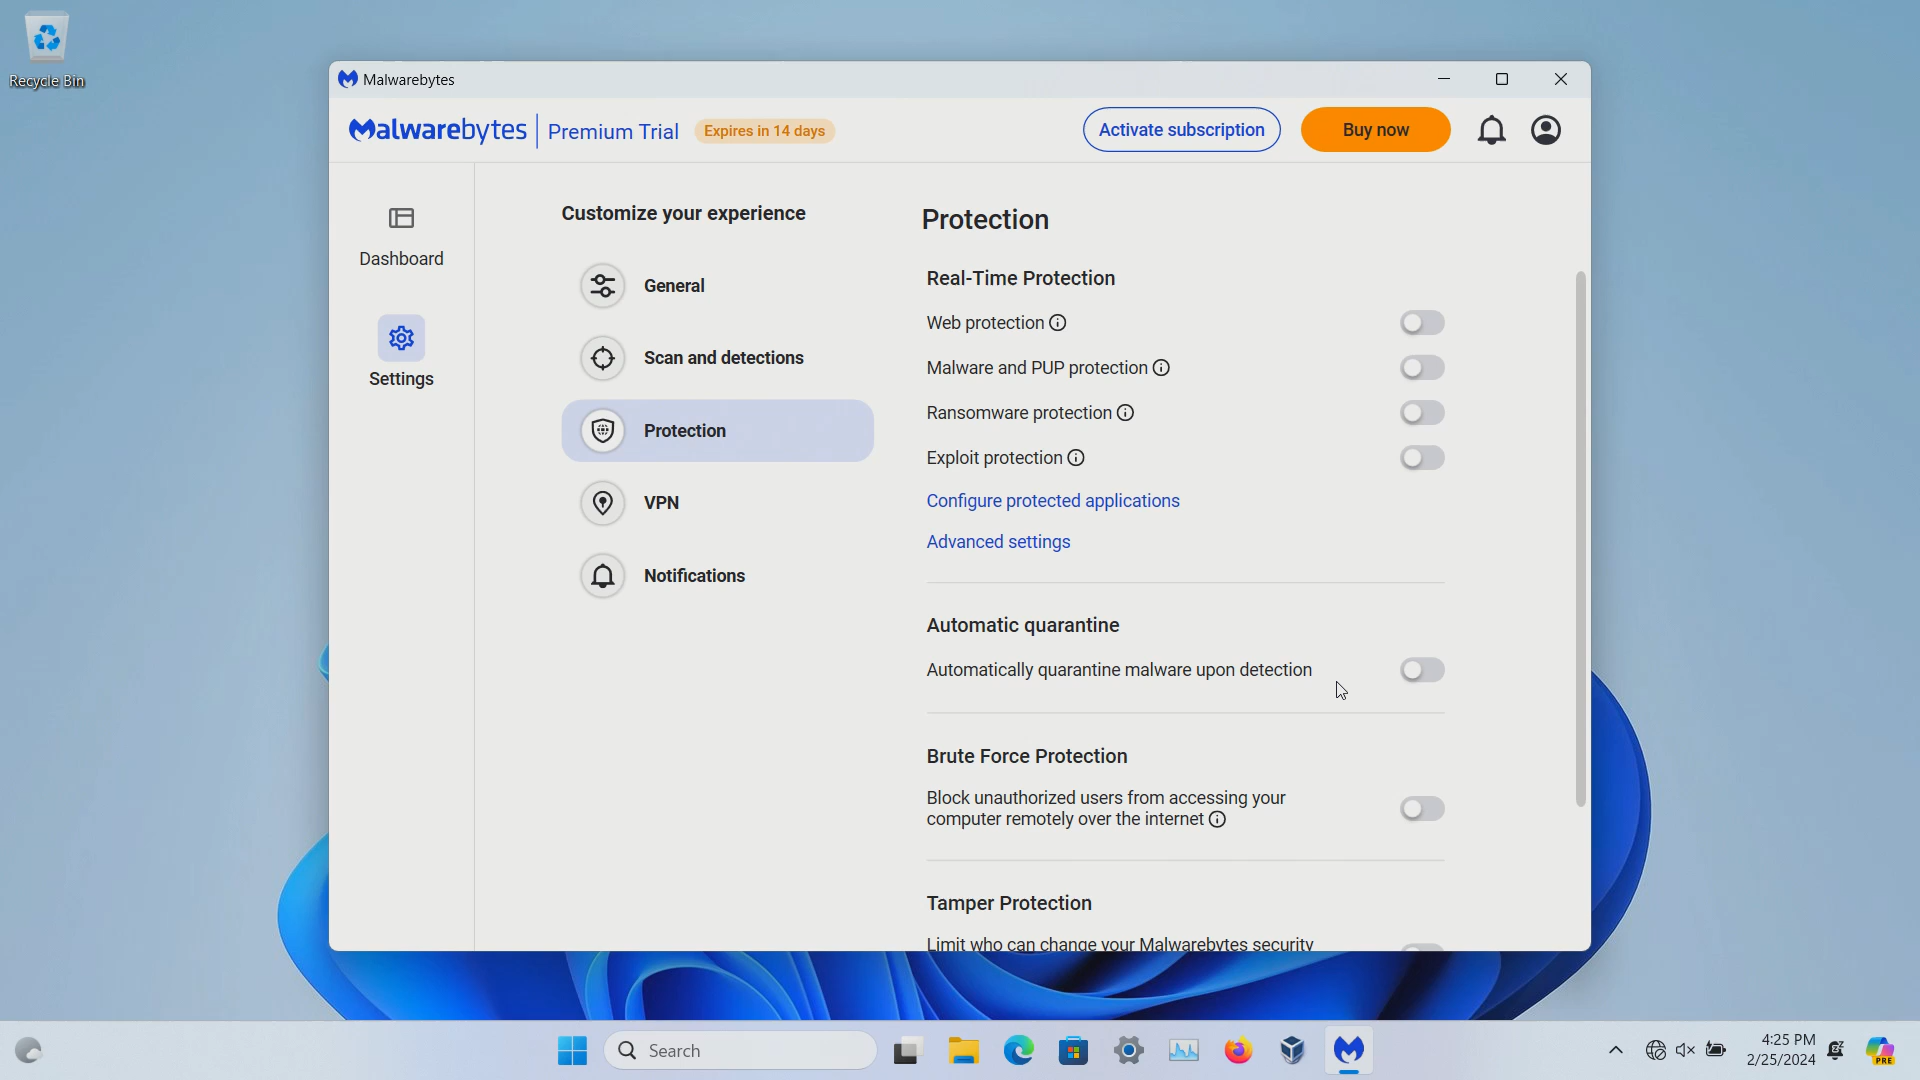 Recycle Bin
Malwarebytes
Malwarebytes
Premium Trial
Expires in 14 days
Activate subscription
Buy now
Dashboard
Settings
Customize your experience
General
Scan and detections
Protection
VPN
Notifications
Protection
Real-Time Protection
Web protection
Malware and PUP protection
Ransomware protection
Exploit protection
Configure protected applications
Advanced settings
Automatic quarantine
Automatically quarantine malware upon detection
Brute Force Protection
Block unauthorized users from accessing your
computer remotely over the internet
Tamper Protection
Limit who can change your Malwarebytes security
Search
4:25 PM
2/25/2024
PRE